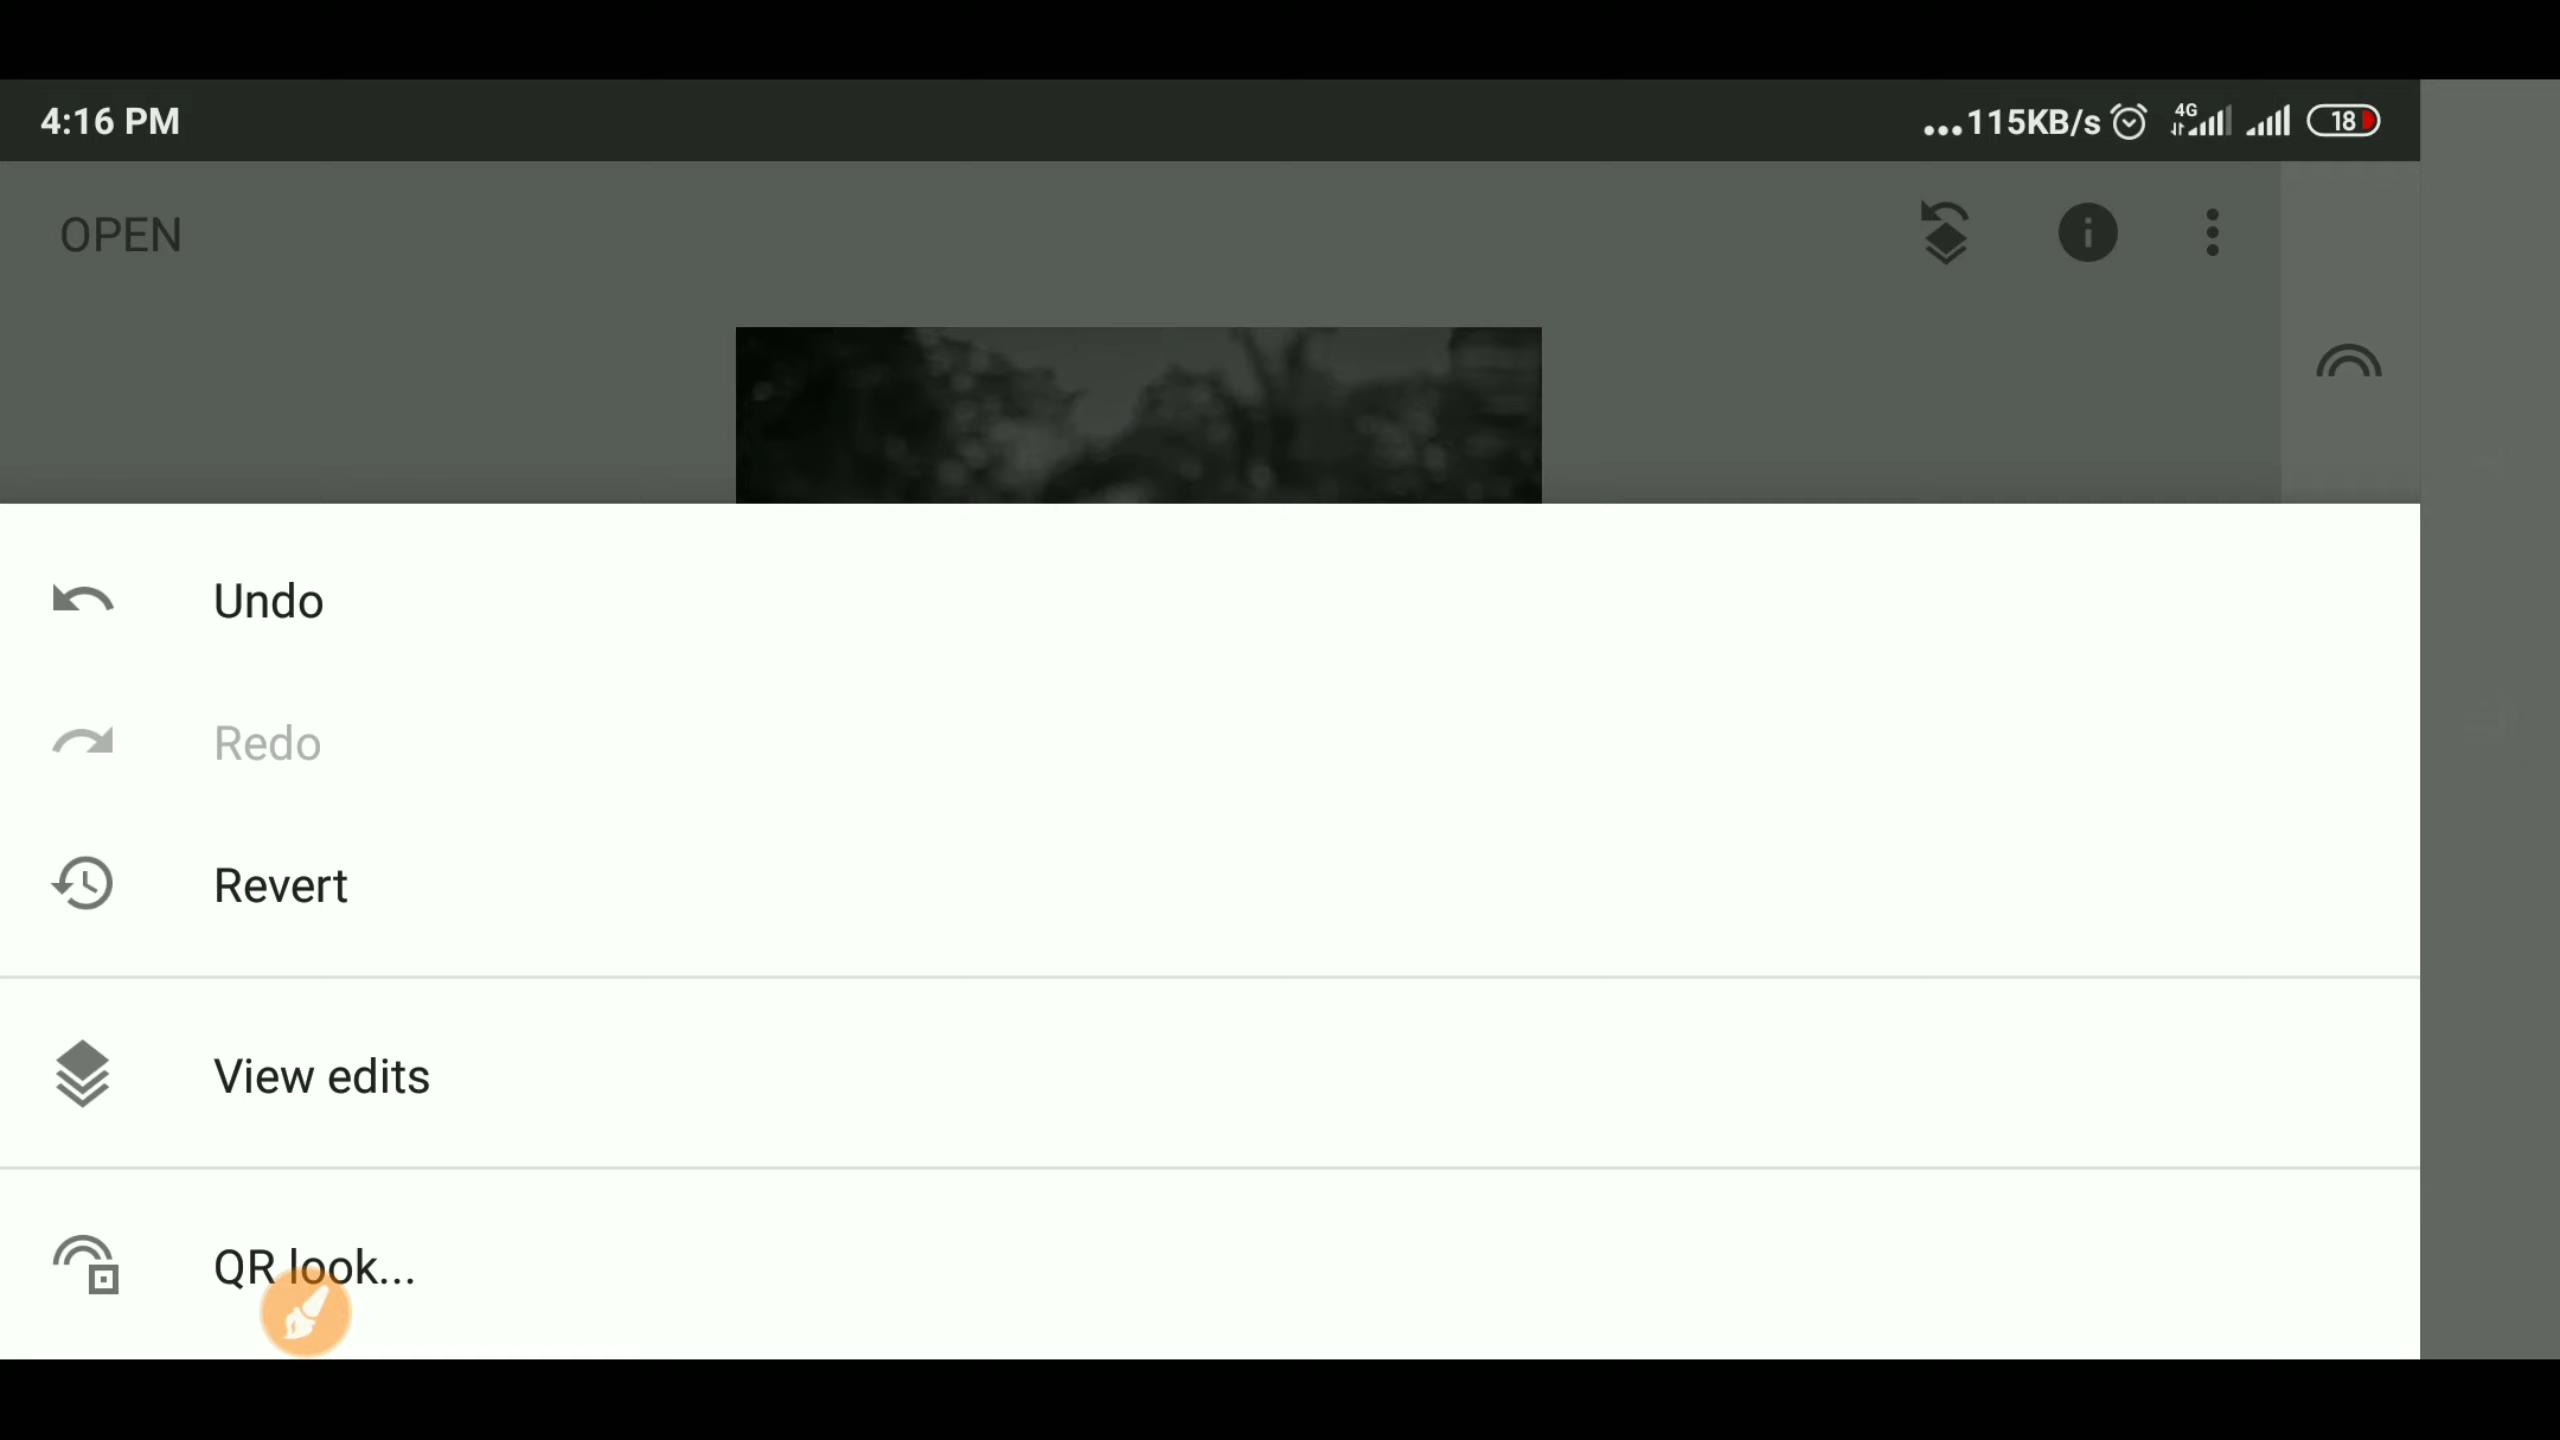 4:16 PM
...115KB/s 4G 18
OPEN
Undo
Redo
Revert
View edits
QR look...